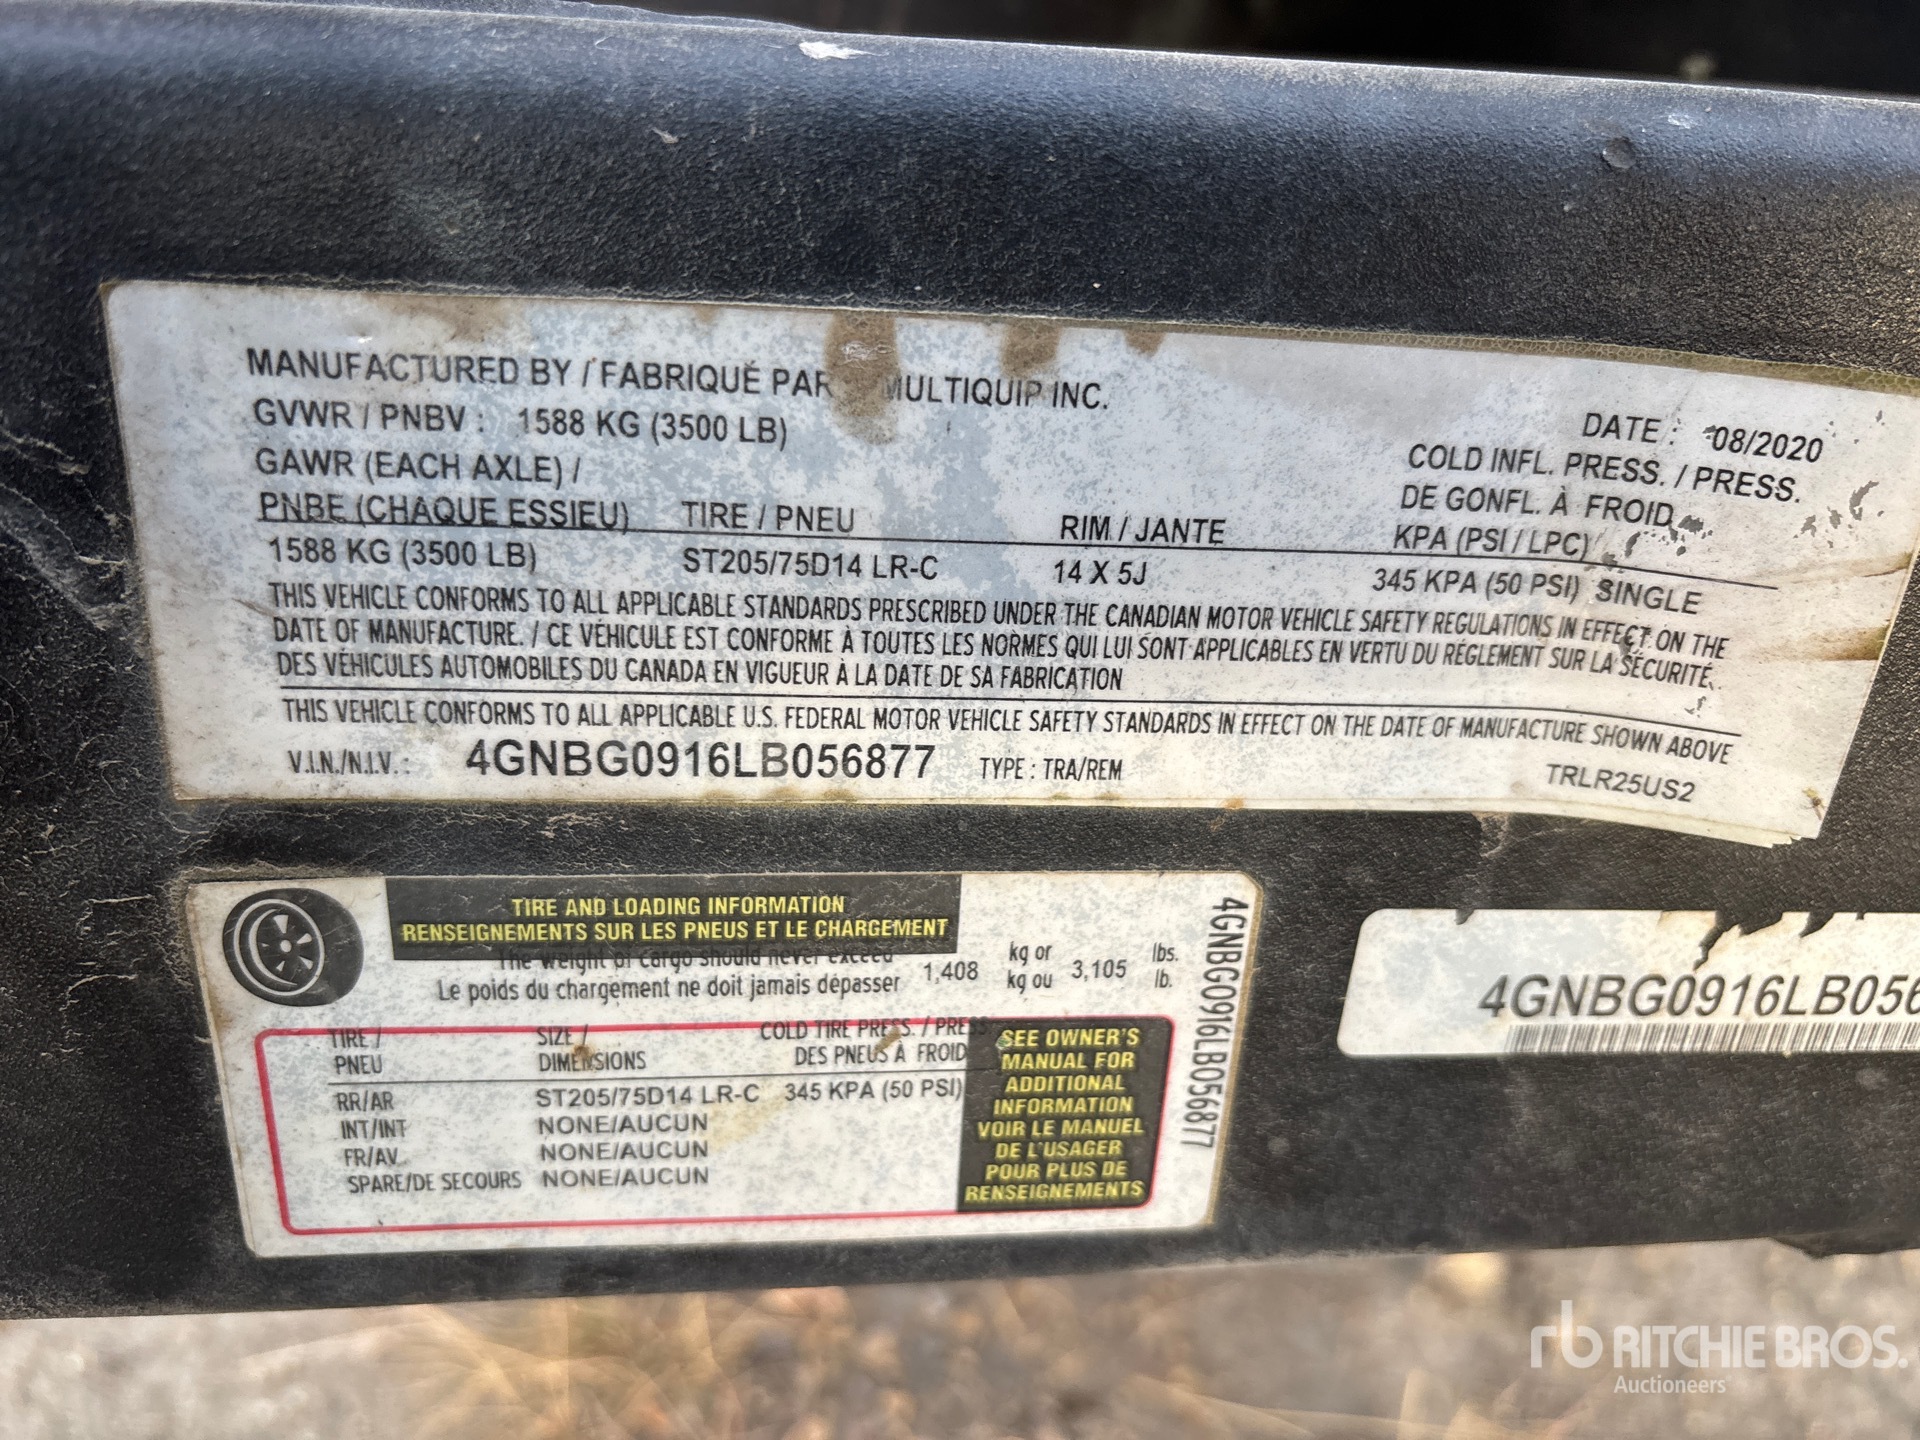 MANUFACTURED BY / FABRIQUÉ PAR MULTIQUIP INC.
DATE : 08/2020
GVWR / PNBV : 1588 KG (3500 LB)
COLD INFL. PRESS. / PRESS.
GAWR (EACH AXLE) /
DE GONFL. À FROID
PNBE (CHAQUE ESSIEU) TIRE / PNEU RIM / JANTE KPA (PSI / LPC)
1588 KG (3500 LB) ST205/75D14 LR-C 14 X 5J 345 KPA (50 PSI) SINGLE
THIS VEHICLE CONFORMS TO ALL APPLICABLE STANDARDS PRESCRIBED UNDER THE CANADIAN MOTOR VEHICLE SAFETY REGULATIONS IN EFFECT ON THE
DATE OF MANUFACTURE. / CE VÉHICULE EST CONFORME À TOUTES LES NORMES QUI LUI SONT APPLICABLES EN VERTU DU RÉGLEMENT SUR LA SÉCURITÉ
DES VÉHICULES AUTOMOBILES DU CANADA EN VIGUEUR À LA DATE DE SA FABRICATION
THIS VEHICLE CONFORMS TO ALL APPLICABLE U.S. FEDERAL MOTOR VEHICLE SAFETY STANDARDS IN EFFECT ON THE DATE OF MANUFACTURE SHOWN ABOVE
V.I.N./N.I.V. : 4GNBG0916LB056877 TYPE : TRA/REM TRLR25US2
TIRE AND LOADING INFORMATION
RENSEIGNEMENTS SUR LES PNEUS ET LE CHARGEMENT
The weight of cargo should never exceed kg or lbs.
Le poids du chargement ne doit jamais dépasser 1,408 kg ou 3,105 lb.
TIRE / SIZE / COLD TIRE PRESS. / PRESS
PNEU DIMENSIONS DES PNEUS À FROID
RR/AR ST205/75D14 LR-C 345 KPA (50 PSI)
INT/INT NONE/AUCUN
FR/AV NONE/AUCUN
SPARE/DE SECOURS NONE/AUCUN
SEE OWNER'S
MANUAL FOR
ADDITIONAL
INFORMATION
VOIR LE MANUEL
DE L'USAGER
POUR PLUS DE
RENSEIGNEMENTS
4GNBG0916LB056877
4GNBG0916LB056
rb RITCHIE BROS.
Auctioneers